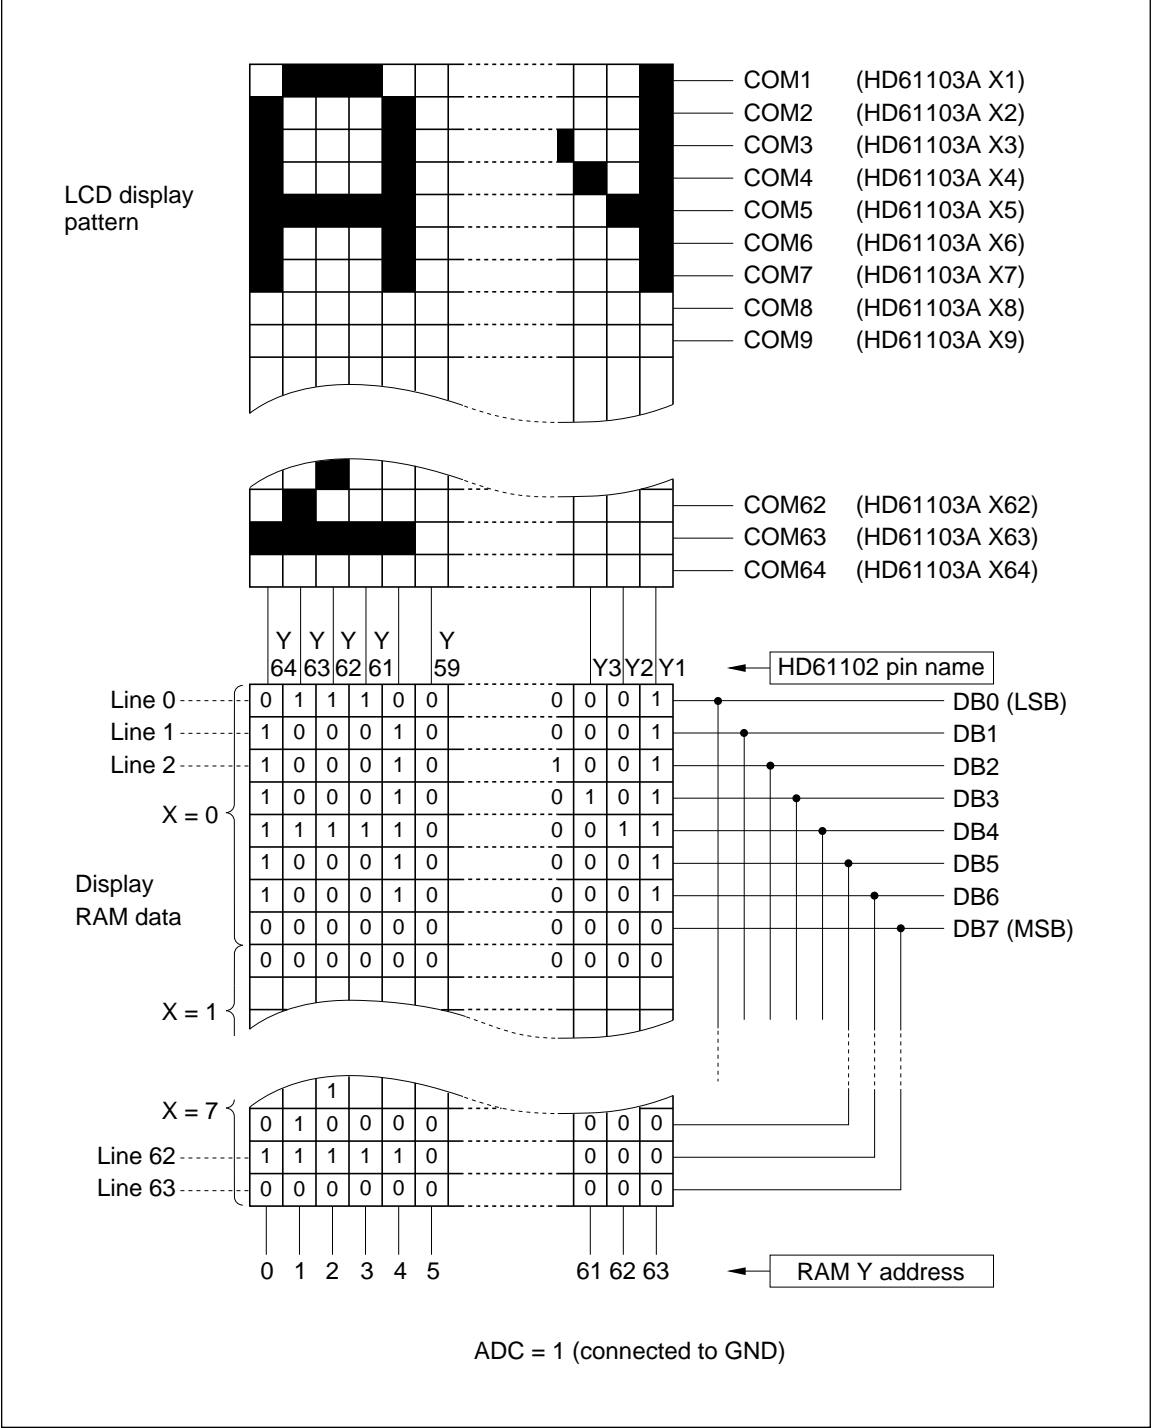 COM1 (HD61103A X1)
COM2 (HD61103A X2)
COM3 (HD61103A X3)
COM4 (HD61103A X4)
COM5 (HD61103A X5)
COM6 (HD61103A X6)
COM7 (HD61103A X7)
COM8 (HD61103A X8)
COM9 (HD61103A X9)
LCD display
pattern
COM62 (HD61103A X62)
COM63 (HD61103A X63)
COM64 (HD61103A X64)
Y Y Y Y Y
64 63 62 61 59 Y3 Y2 Y1
HD61102 pin name
Line 0 0 1 1 1 0 0 0 0 0 1 DB0 (LSB)
Line 1 1 0 0 0 1 0 0 0 0 1 DB1
Line 2 1 0 0 0 1 0 1 0 0 1 DB2
1 0 0 0 1 0 0 1 0 1 DB3
X = 0
1 1 1 1 1 0 0 0 1 1 DB4
1 0 0 0 1 0 0 0 0 1 DB5
1 0 0 0 1 0 0 0 0 1 DB6
0 0 0 0 0 0 0 0 0 0 DB7 (MSB)
Display
RAM data
0 0 0 0 0 0 0 0 0 0
X = 1
1
X = 7
0 1 0 0 0 0 0 0 0
Line 62 1 1 1 1 1 0 0 0 0
Line 63 0 0 0 0 0 0 0 0 0
0 1 2 3 4 5 61 62 63
RAM Y address
ADC = 1 (connected to GND)